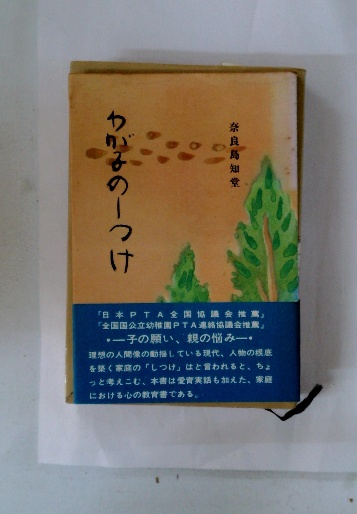 わが子のしつけ
奈良島知堂
『日本PTA全国協議会推薦』
『全国国公立幼稚園PTA連絡協議会推薦』
●—子の願い、親の悩み—●
理想の人間像の動揺している現代、人物の根底
を築く家庭の「しつけ」はと言われると、ちょ
っと考えこむ、本書は愛育実話も加えた、家庭
における心の教育書である。